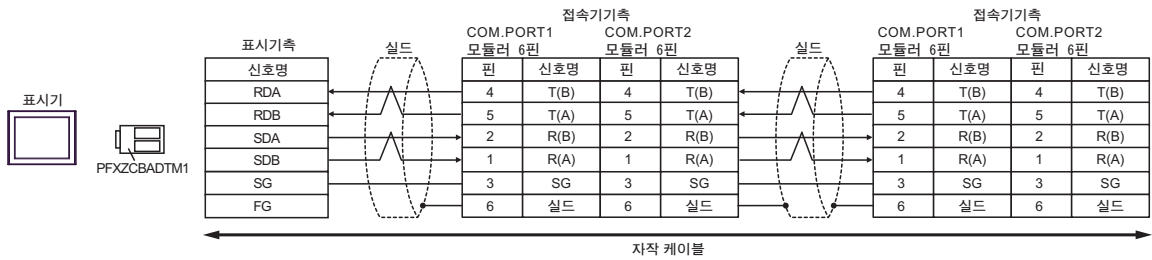 접속기기측
접속기기측
COM.PORT1 COM.PORT2
COM.PORT1 COM.PORT2
표시기측
실드
모듈러 6핀 모듈러 6핀
실드
모듈러 6핀 모듈러 6핀
신호명
핀 신호명 핀 신호명
핀 신호명 핀 신호명
표시기
RDA 4 T(B) 4 T(B) 4 T(B) 4 T(B)
RDB 5 T(A) 5 T(A) 5 T(A) 5 T(A)
SDA 2 R(B) 2 R(B) 2 R(B) 2 R(B)
SDB 1 R(A) 1 R(A) 1 R(A) 1 R(A)
PFXZCBADTM1
SG 3 SG 3 SG 3 SG 3 SG
FG 6 실드 6 실드 6 실드 6 실드
자작 케이블